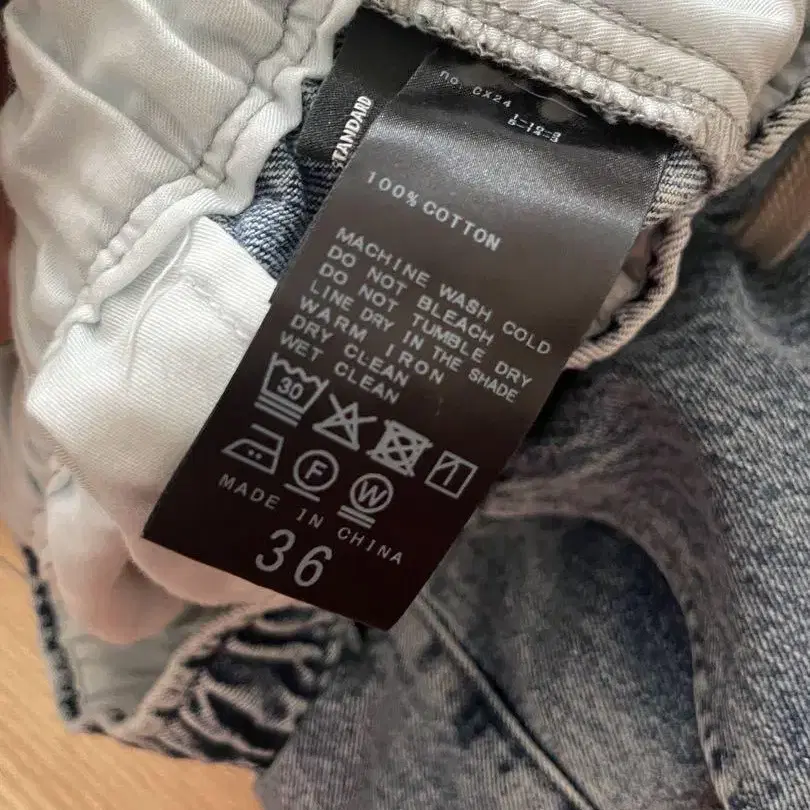 TANDARD
no. CX24
100% COTTON
MACHINE WASH COLD
DO NOT BLEACH
DO NOT TUMBLE DRY
LINE DRY IN THE SHADE
WARM IRON
DRY CLEAN
WET CLEAN
30
F
W
MADE IN CHINA
36